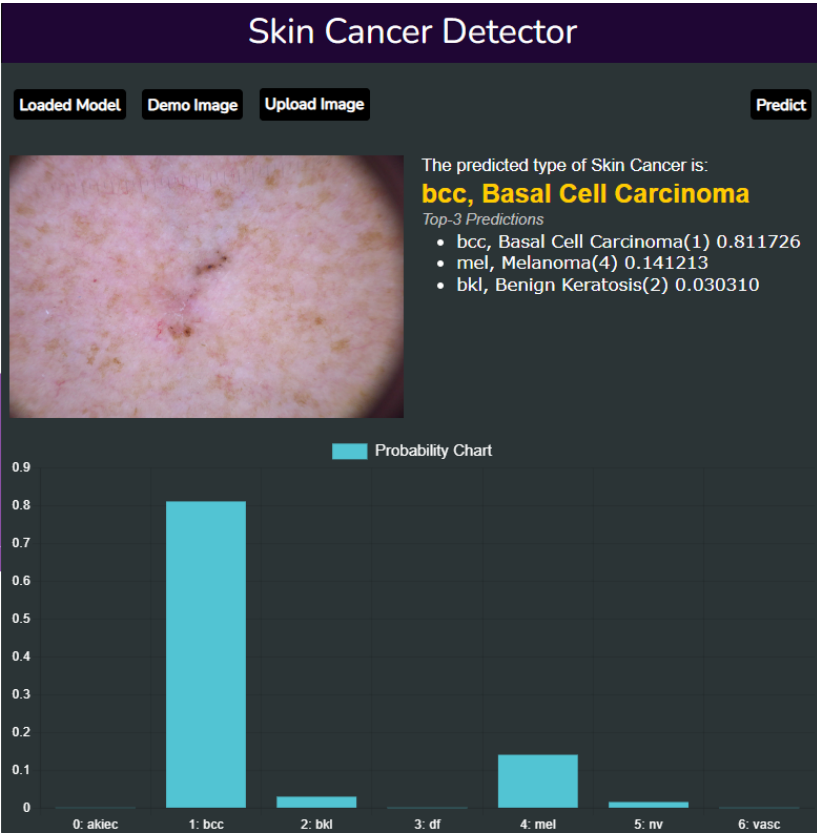 Skin Cancer Detector
Loaded Model Demo Image Upload Image Predict
The predicted type of Skin Cancer is:
bcc, Basal Cell Carcinoma
Top-3 Predictions
bcc, Basal Cell Carcinoma(1) 0.811726
mel, Melanoma(4) 0.141213
bkl, Benign Keratosis(2) 0.030310
Probability Chart
0.9
0.8
0.7
0.6
0.5
0.4
0.3
0.2
0.1
0
0: akiec 1: bcc 2: bkl 3: df 4: mel 5: nv 6: vasc